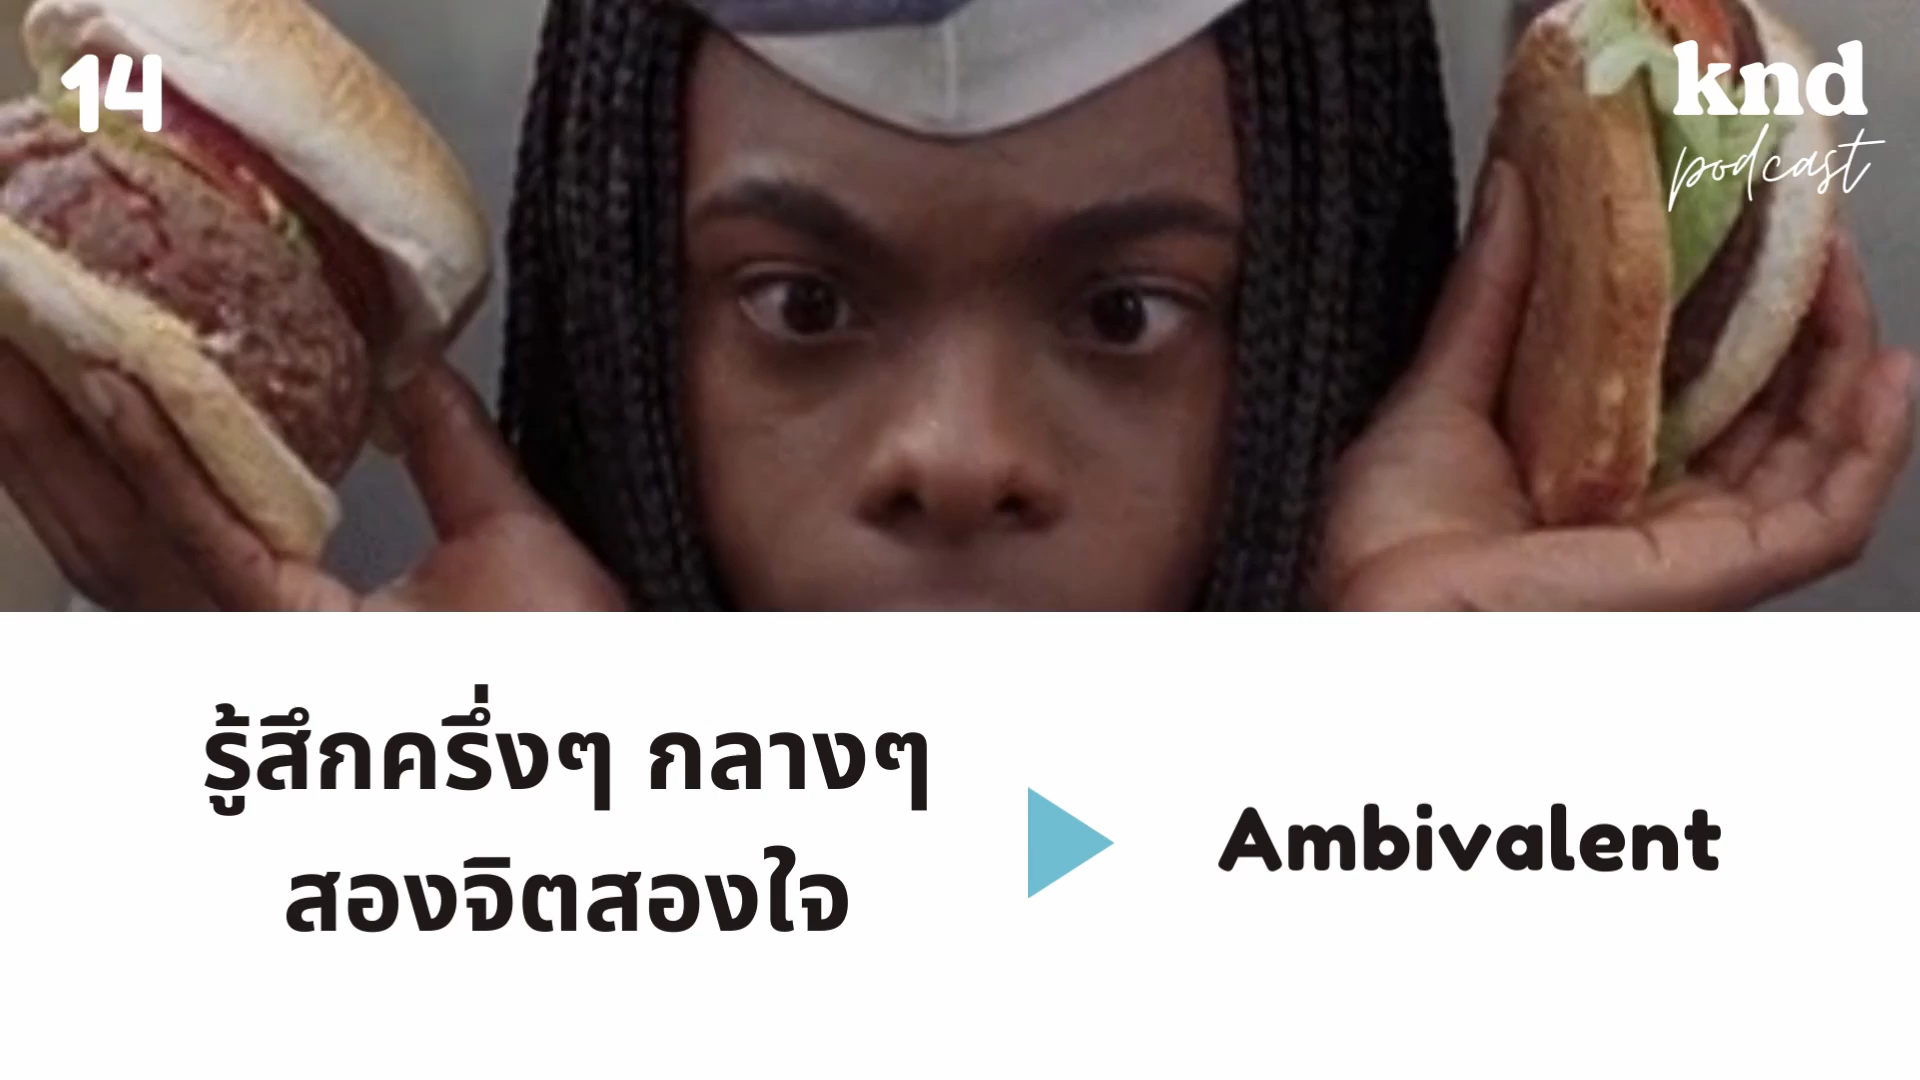 14
knd
podcast
รู้สึกครึ่งๆ กลางๆ
สองจิตสองใจ
Ambivalent